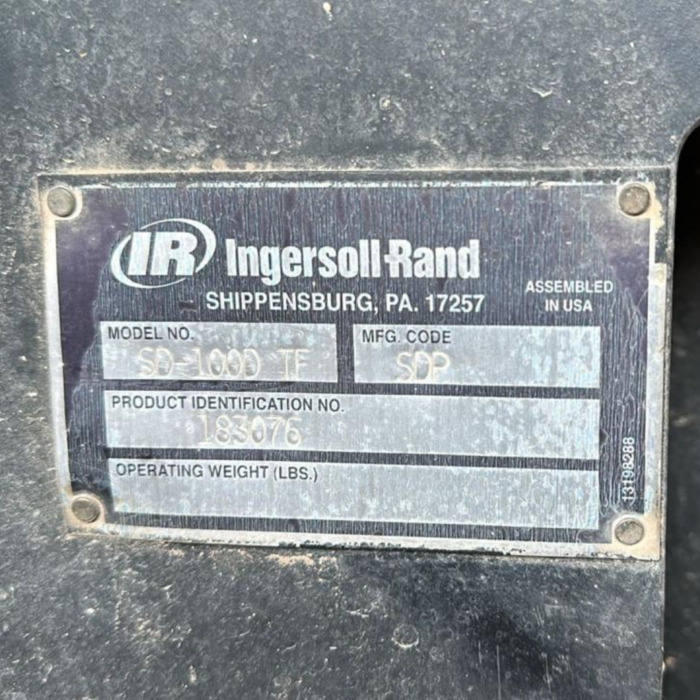 IR Ingersoll-Rand
SHIPPENSBURG, PA. 17257
ASSEMBLED
IN USA
MODEL NO.
SD-100D TF
MFG. CODE
SDP
PRODUCT IDENTIFICATION NO.
183076
OPERATING WEIGHT (LBS.)
13198288